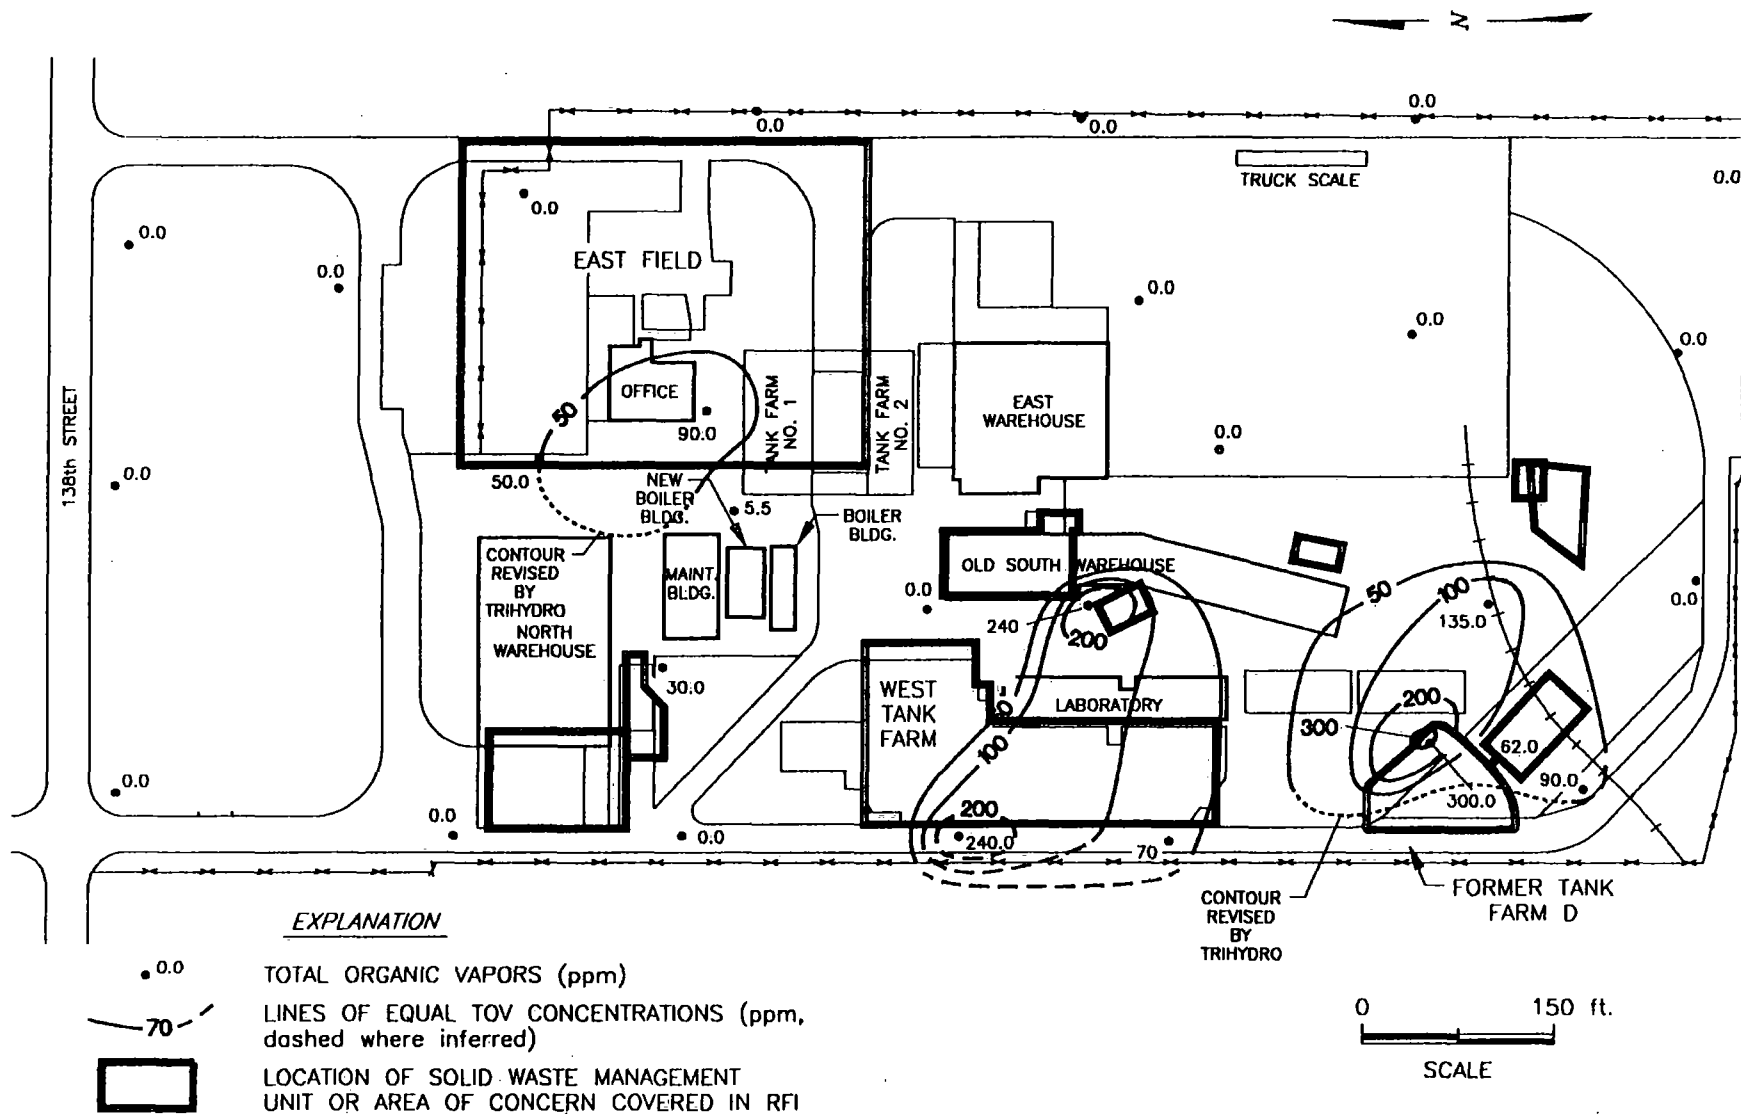 N
0.0
0.0
0.0
0.0
TRUCK SCALE
0.0
0.0
0.0
EAST FIELD
0.0
0.0
0.0
138th STREET
OFFICE
50
90.0
TANK FARM
NO. 1
TANK FARM
NO. 2
EAST
WAREHOUSE
0.0
0.0
50.0
NEW
BOILER
BLDG.
5.5
BOILER
BLDG.
0.0
CONTOUR
REVISED
BY
TRIHYDRO
NORTH
WAREHOUSE
MAINT.
BLDG.
OLD SOUTH WAREHOUSE
0.0
240
200
50
100
135.0
0.0
30.0
WEST
TANK
FARM
50
100
LABORATORY
200
300
62.0
90.0
300.0
0.0
0.0
0.0
200
240.0
70
CONTOUR
REVISED
BY
TRIHYDRO
FORMER TANK
FARM D
EXPLANATION
0.0
TOTAL ORGANIC VAPORS (ppm)
70
LINES OF EQUAL TOV CONCENTRATIONS (ppm,
dashed where inferred)
LOCATION OF SOLID WASTE MANAGEMENT
UNIT OR AREA OF CONCERN COVERED IN RFI
0 150 ft.
SCALE